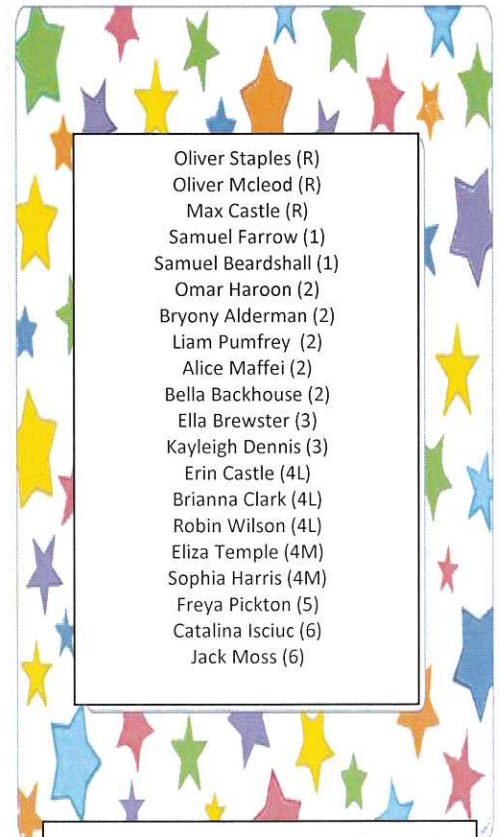 Oliver Staples (R)
Oliver Mcleod (R)
Max Castle (R)
Samuel Farrow (1)
Samuel Beardshall (1)
Omar Haroon (2)
Bryony Alderman (2)
Liam Pumfrey (2)
Alice Maffei (2)
Bella Backhouse (2)
Ella Brewster (3)
Kayleigh Dennis (3)
Erin Castle (4L)
Brianna Clark (4L)
Robin Wilson (4L)
Eliza Temple (4M)
Sophia Harris (4M)
Freya Pickton (5)
Catalina Isciuc (6)
Jack Moss (6)